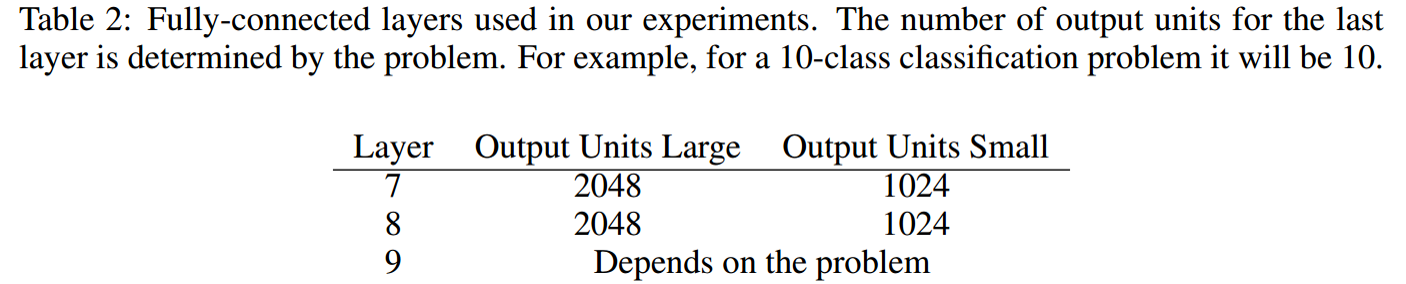 Table 2: Fully-connected layers used in our experiments. The number of output units for the last
layer is determined by the problem. For example, for a 10-class classification problem it will be 10.
Layer Output Units Large Output Units Small
7 2048 1024
8 2048 1024
9 Depends on the problem